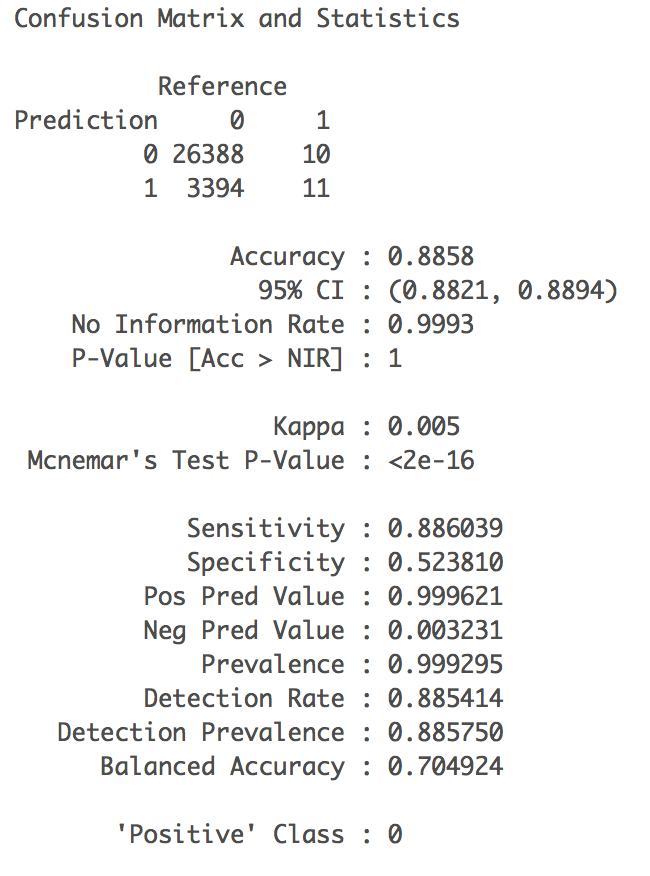 Confusion Matrix and Statistics
Reference
Prediction 0 1
0 26388 10
1 3394 11
Accuracy : 0.8858
95% CI : (0.8821, 0.8894)
No Information Rate : 0.9993
P-Value [Acc > NIR] : 1
Kappa : 0.005
Mcnemar's Test P-Value : <2e-16
Sensitivity : 0.886039
Specificity : 0.523810
Pos Pred Value : 0.999621
Neg Pred Value : 0.003231
Prevalence : 0.999295
Detection Rate : 0.885414
Detection Prevalence : 0.885750
Balanced Accuracy : 0.704924
'Positive' Class : 0